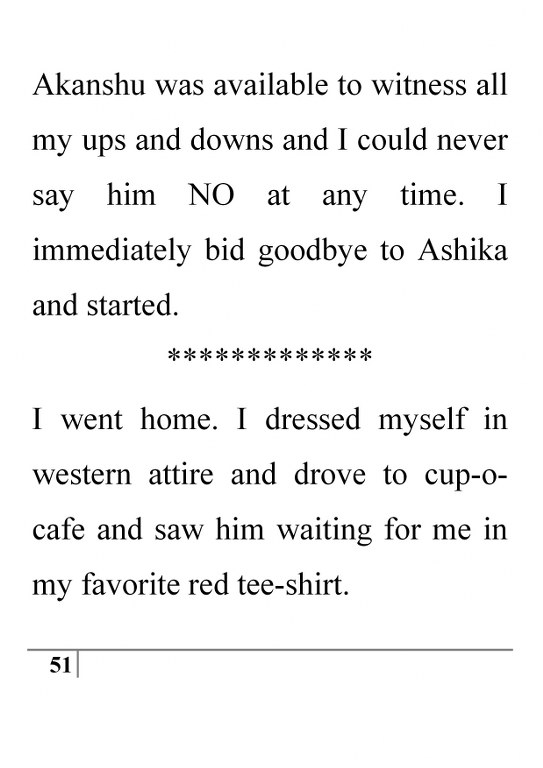 Akanshu was available to witness all
my ups and downs and I could never
say him NO at any time. I
immediately bid goodbye to Ashika
and started.
*************
I went home. I dressed myself in
western attire and drove to cup-o-
cafe and saw him waiting for me in
my favorite red tee-shirt.
51